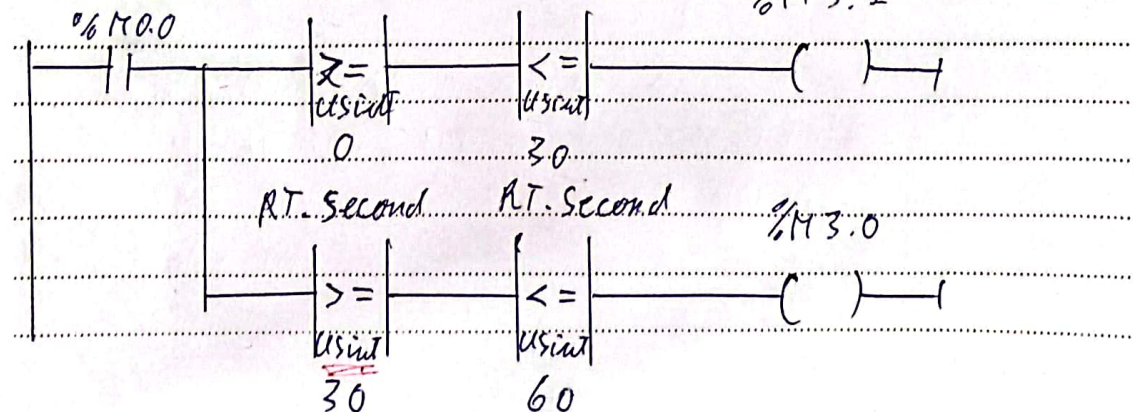 %M0.0
>= <=
USint USint
0 30
RT.Second RT.Second %M3.0
>= <=
USint USint
30 60